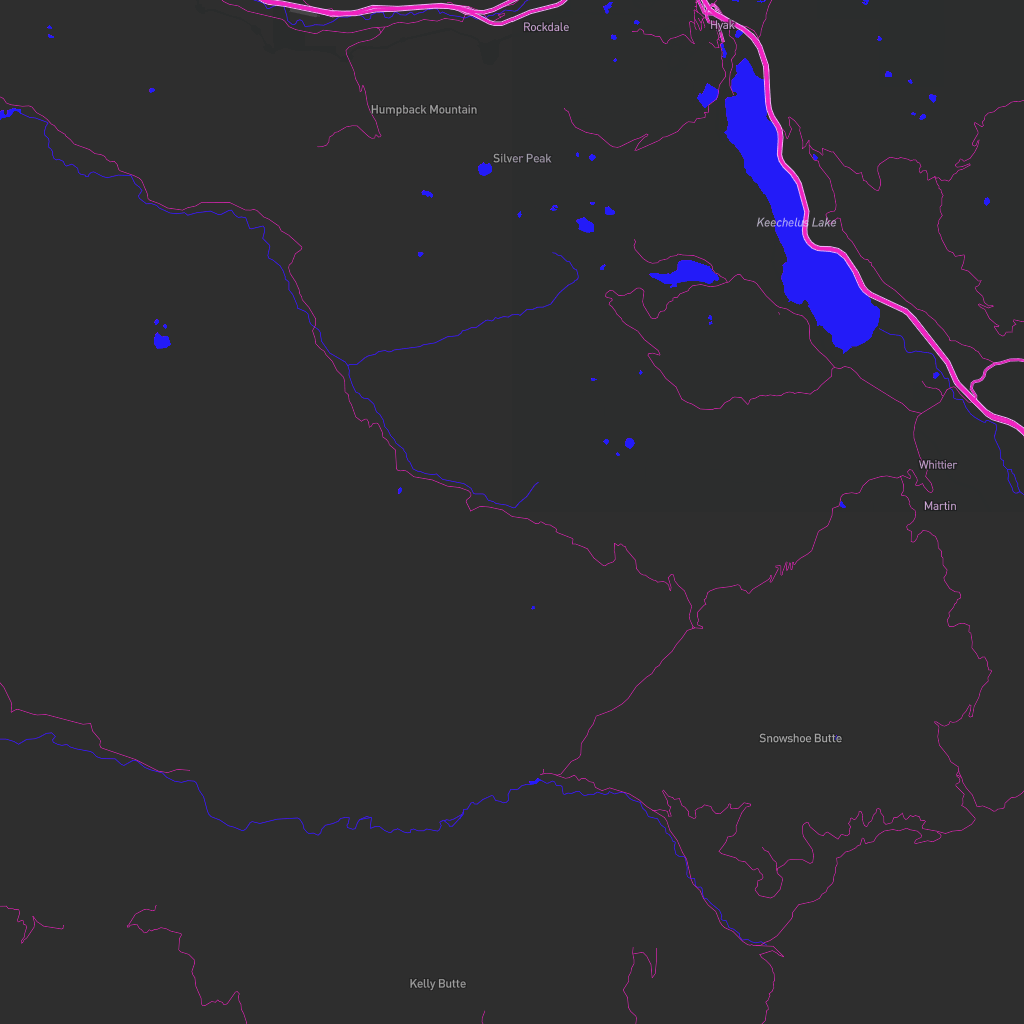 Rockdale
Hyak
Humpback Mountain
Silver Peak
Keechelus Lake
Whittier
Martin
Snowshoe Butte
Kelly Butte